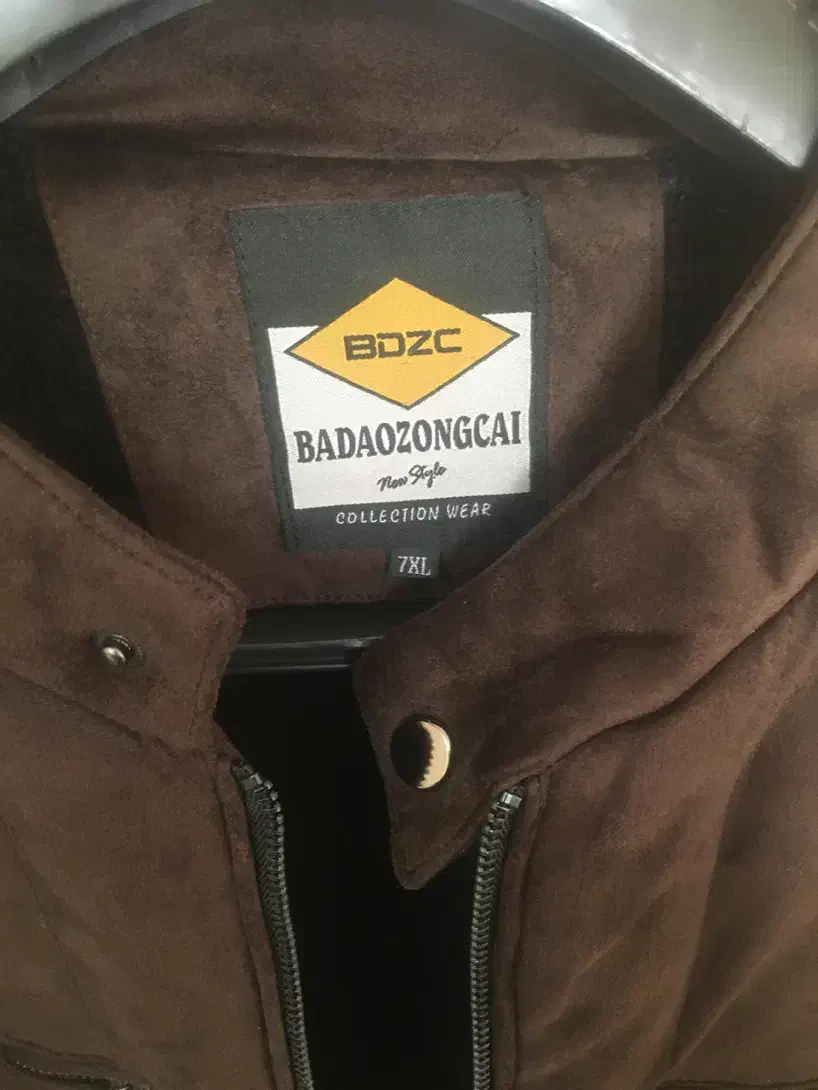 BDZC
BADAOZONGCAI
New Style
COLLECTION WEAR
7XL